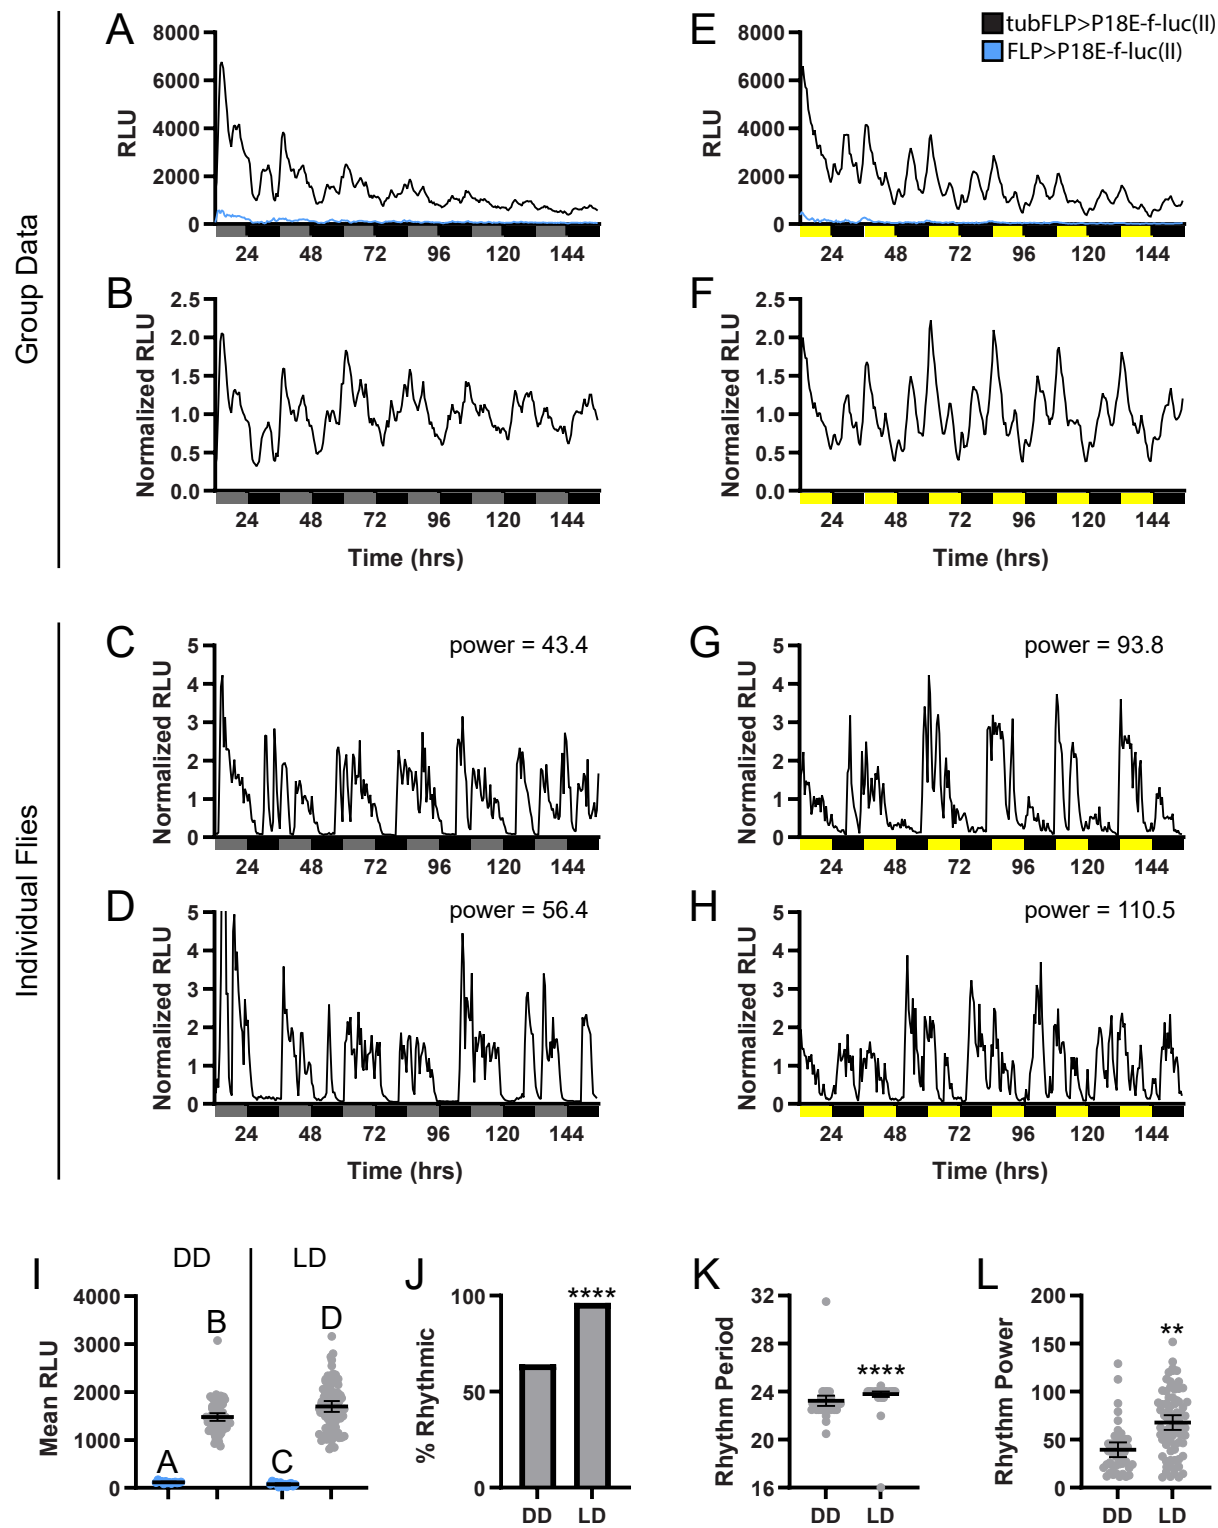 Group Data
A
RLU
8000
6000
4000
2000
0
24 48 72 96 120 144
E
tubFLP>P18E-f-luc(II)
FLP>P18E-f-luc(II)
RLU
8000
6000
4000
2000
0
24 48 72 96 120 144
B
Normalized RLU
2.5
2.0
1.5
1.0
0.5
0.0
24 48 72 96 120 144
Time (hrs)
F
Normalized RLU
2.5
2.0
1.5
1.0
0.5
0.0
24 48 72 96 120 144
Time (hrs)
Individual Flies
C
power = 43.4
Normalized RLU
5
4
3
2
1
0
24 48 72 96 120 144
G
power = 93.8
Normalized RLU
5
4
3
2
1
0
24 48 72 96 120 144
D
power = 56.4
Normalized RLU
5
4
3
2
1
0
24 48 72 96 120 144
Time (hrs)
H
power = 110.5
Normalized RLU
5
4
3
2
1
0
24 48 72 96 120 144
Time (hrs)
I
DD LD
Mean RLU
4000
3000
2000
1000
0
A B C D
J
% Rhythmic
100
50
0
****
DD LD
K
Rhythm Period
32
28
24
20
16
****
DD LD
L
Rhythm Power
200
150
100
50
0
**
DD LD